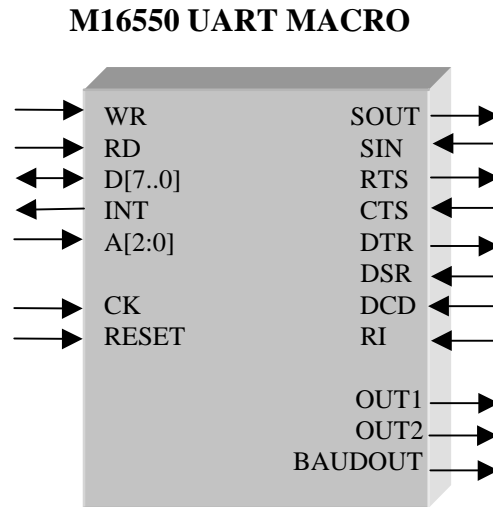 M16550 UART MACRO
WR
RD
D[7..0]
INT
A[2:0]
CK
RESET
SOUT
SIN
RTS
CTS
DTR
DSR
DCD
RI
OUT1
OUT2
BAUDOUT